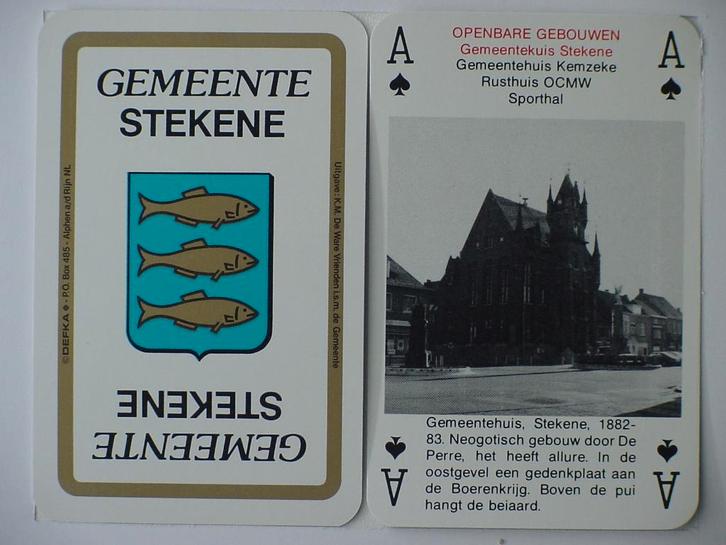 GEMEENTE
STEKENE
© DEFKA - P.O. Box 485 - Alphen a/d Rijn NL
Uitgave: K.M. De Ware Vrienden i.s.m. de Gemeente
STEKENE
GEMEENTE
A
A
OPENBARE GEBOUWEN
Gemeentekuis Stekene
Gemeentehuis Kemzeke
Rusthuis OCMW
Sporthal
Gemeentehuis, Stekene, 1882-
83. Neogotisch gebouw door De
Perre, het heeft allure. In de
oostgevel een gedenkplaat aan
de Boerenkrijg. Boven de pui
hangt de beiaard.
A
A